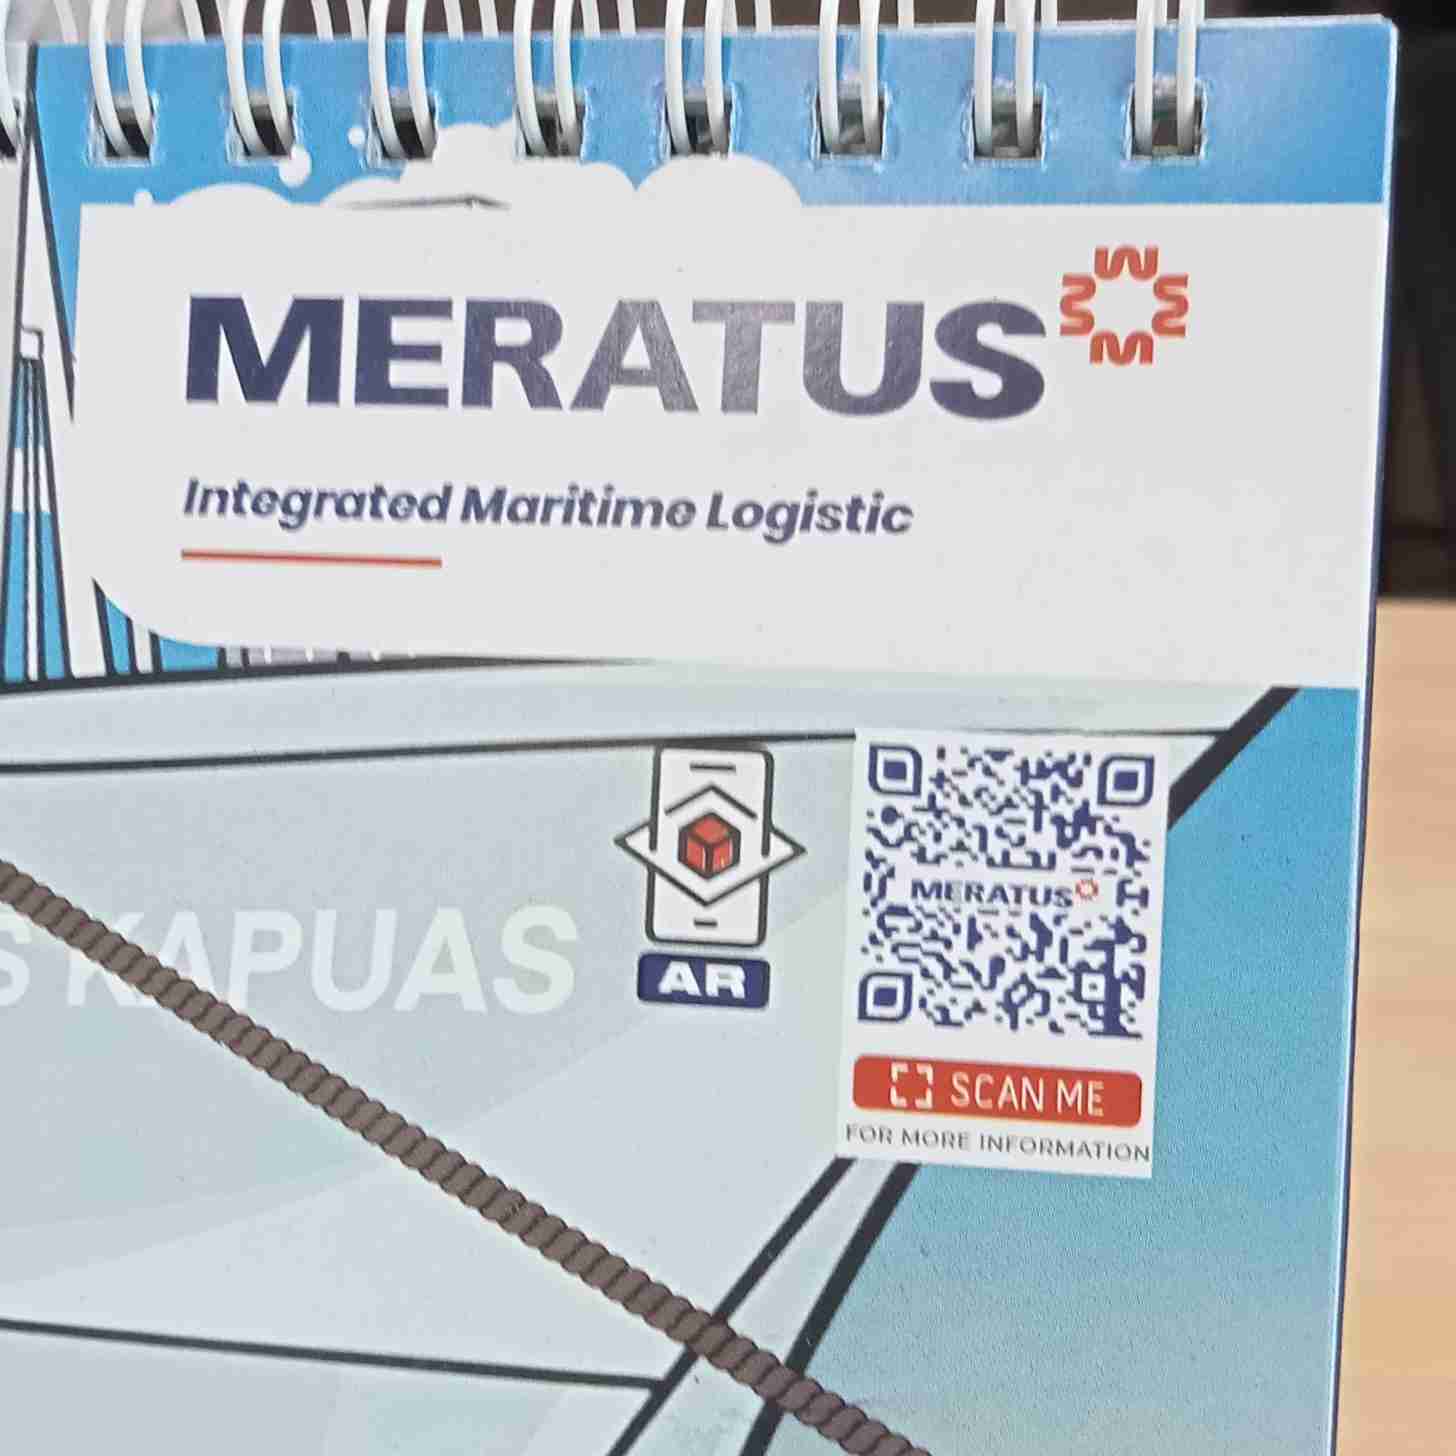 MERATUS
Integrated Maritime Logistic
S KAPUAS
AR
MERATUS
SCAN ME
FOR MORE INFORMATION